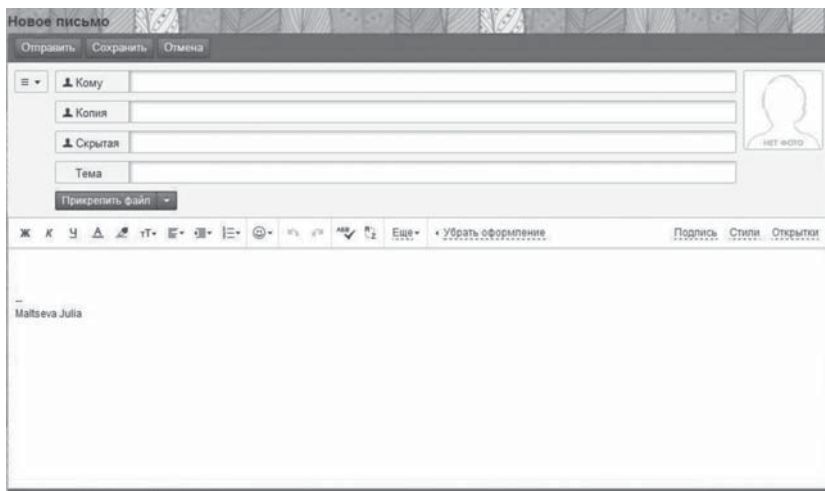 Новое письмо
Отправить Сохранить Отмена
Кому
Копия
Скрытая
НЕТ ФОТО
Тема
Прикрепить файл
Ж К Ч А тТ Еще Убрать оформление Подпись Стили Открытки
--
Maltseva Julia